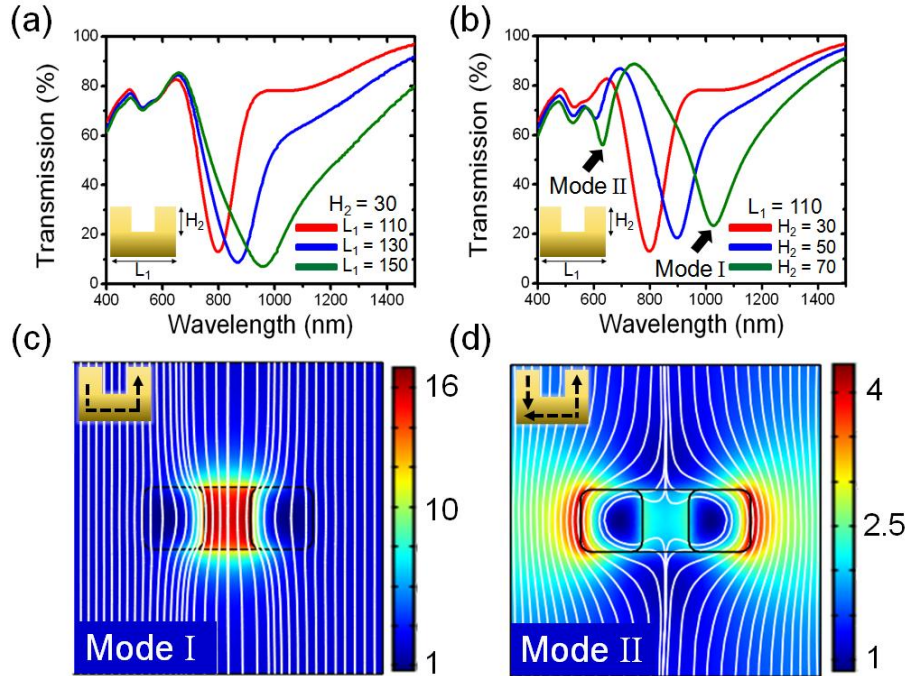 (a)
100
80
60
40
20
0
Transmission (%)
H₂
L₁
H₂ = 30
L₁ = 110
L₁ = 130
L₁ = 150
400 600 800 1000 1200 1400
Wavelength (nm)
(b)
100
80
60
40
20
0
Transmission (%)
Mode II
Mode I
H₂
L₁
L₁ = 110
H₂ = 30
H₂ = 50
H₂ = 70
400 600 800 1000 1200 1400
Wavelength (nm)
(c)
16
10
1
Mode I
(d)
4
2.5
1
Mode II